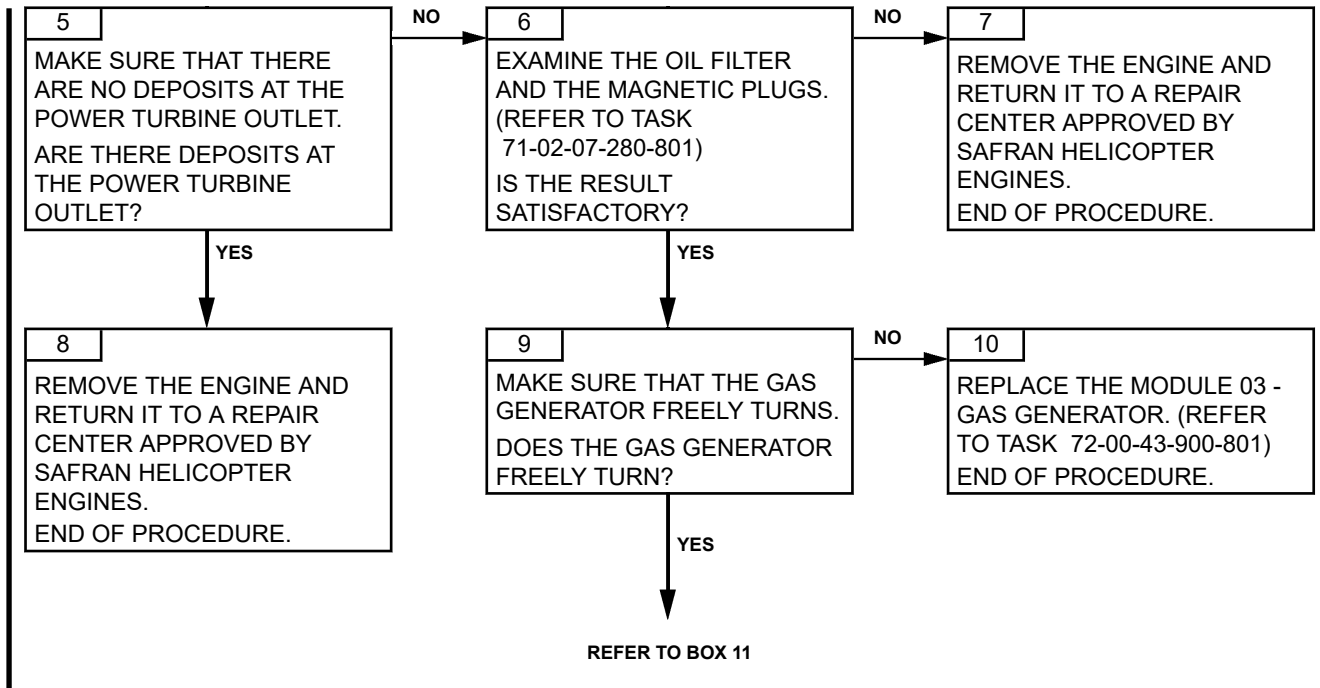 5
MAKE SURE THAT THERE
ARE NO DEPOSITS AT THE
POWER TURBINE OUTLET.
ARE THERE DEPOSITS AT
THE POWER TURBINE
OUTLET?
NO
YES
6
EXAMINE THE OIL FILTER
AND THE MAGNETIC PLUGS.
(REFER TO TASK
71-02-07-280-801)
IS THE RESULT
SATISFACTORY?
NO
YES
7
REMOVE THE ENGINE AND
RETURN IT TO A REPAIR
CENTER APPROVED BY
SAFRAN HELICOPTER
ENGINES.
END OF PROCEDURE.
8
REMOVE THE ENGINE AND
RETURN IT TO A REPAIR
CENTER APPROVED BY
SAFRAN HELICOPTER
ENGINES.
END OF PROCEDURE.
9
MAKE SURE THAT THE GAS
GENERATOR FREELY TURNS.
DOES THE GAS GENERATOR
FREELY TURN?
NO
YES
10
REPLACE THE MODULE 03 -
GAS GENERATOR. (REFER
TO TASK 72-00-43-900-801)
END OF PROCEDURE.
REFER TO BOX 11